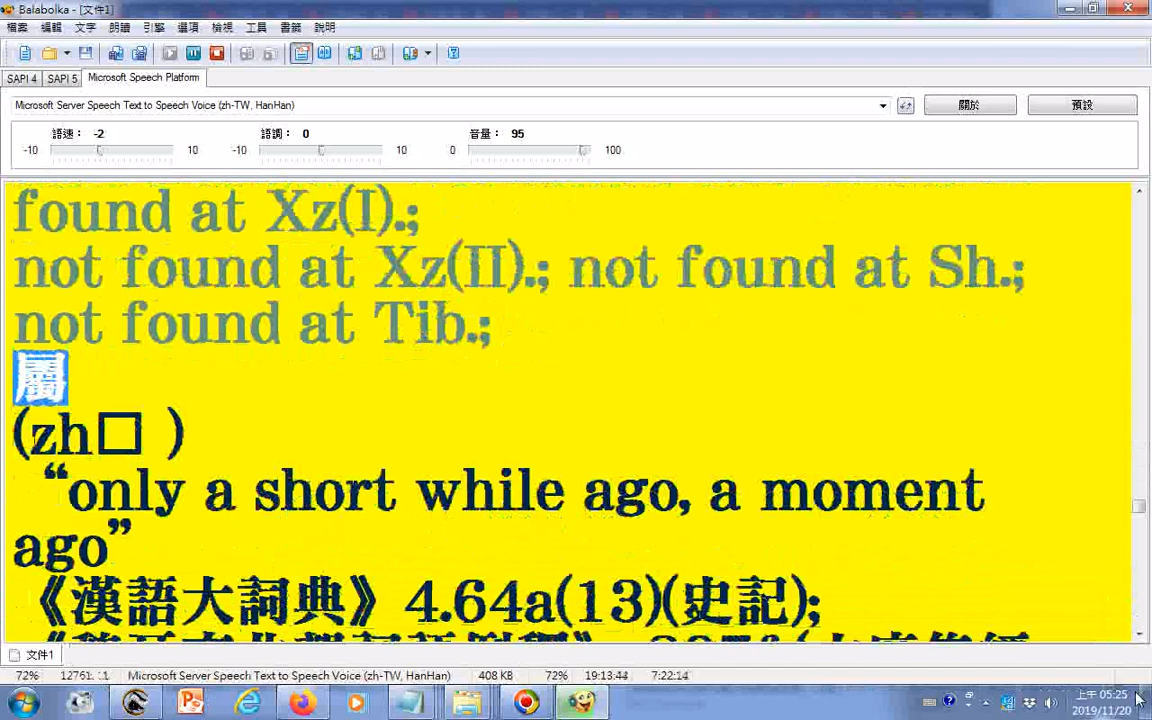 Balabolka - [文件1]
檔案 編輯 文字 朗讀 引擎 選項 檢視 工具 書籤 說明
SAPI 4 SAPI 5 Microsoft Speech Platform
Microsoft Server Speech Text to Speech Voice (zh-TW, HanHan) 關於 預設
語速： -2 語調： 0 音量： 95
-10 10 -10 10 0 100
found at Xz(I).;
not found at Xz(II).; not found at Sh.;
not found at Tib.;
屬
(zh□ )
“only a short while ago, a moment
ago”
《漢語大詞典》 4.64a(13)(史記);
文件1
72% Microsoft Server Speech Text to Speech Voice (zh-TW, HanHan) 408 KB 72% 19:13:44 7:22:14
上午 05:25
2019/11/20